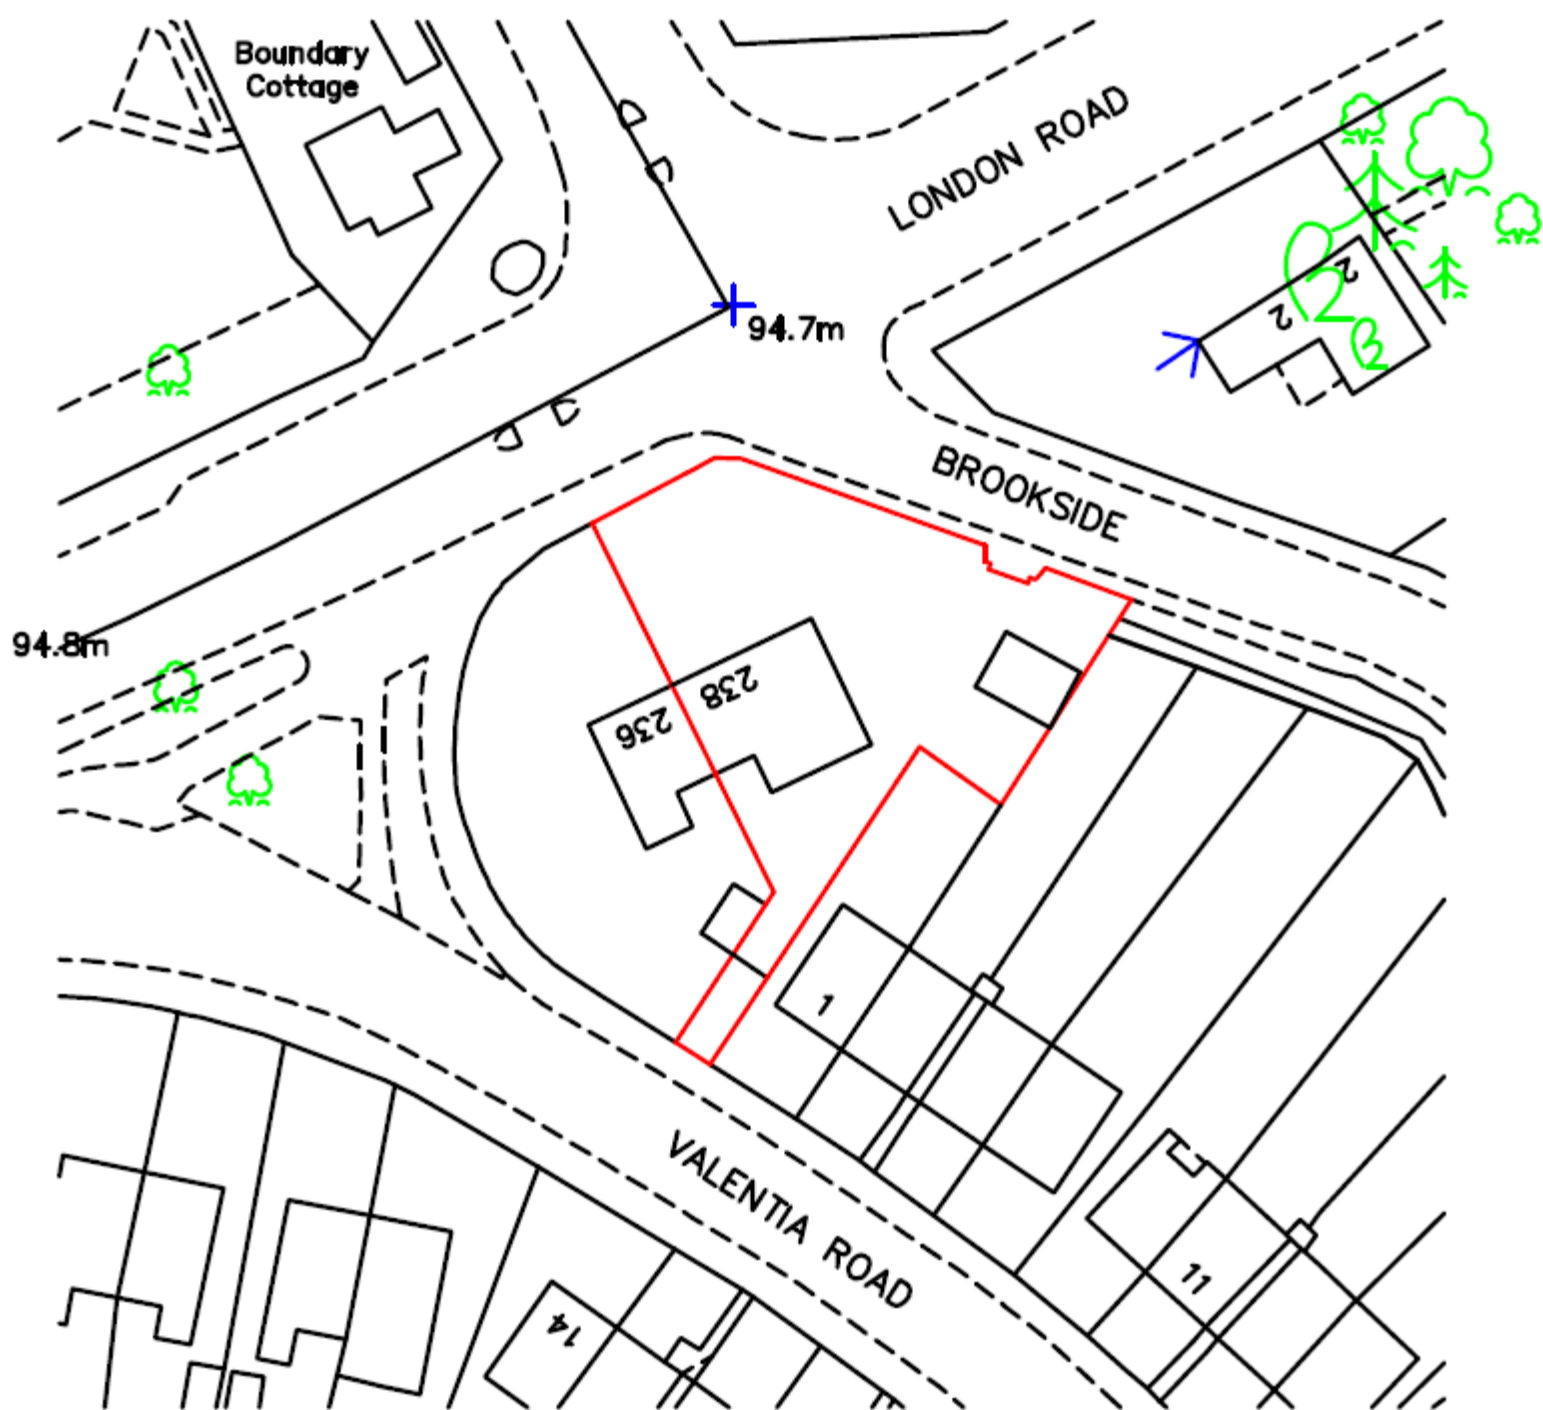 Boundary
Cottage
LONDON ROAD
94.7m
2
2
BROOKSIDE
94.8m
238
236
1
VALENTIA ROAD
11
14